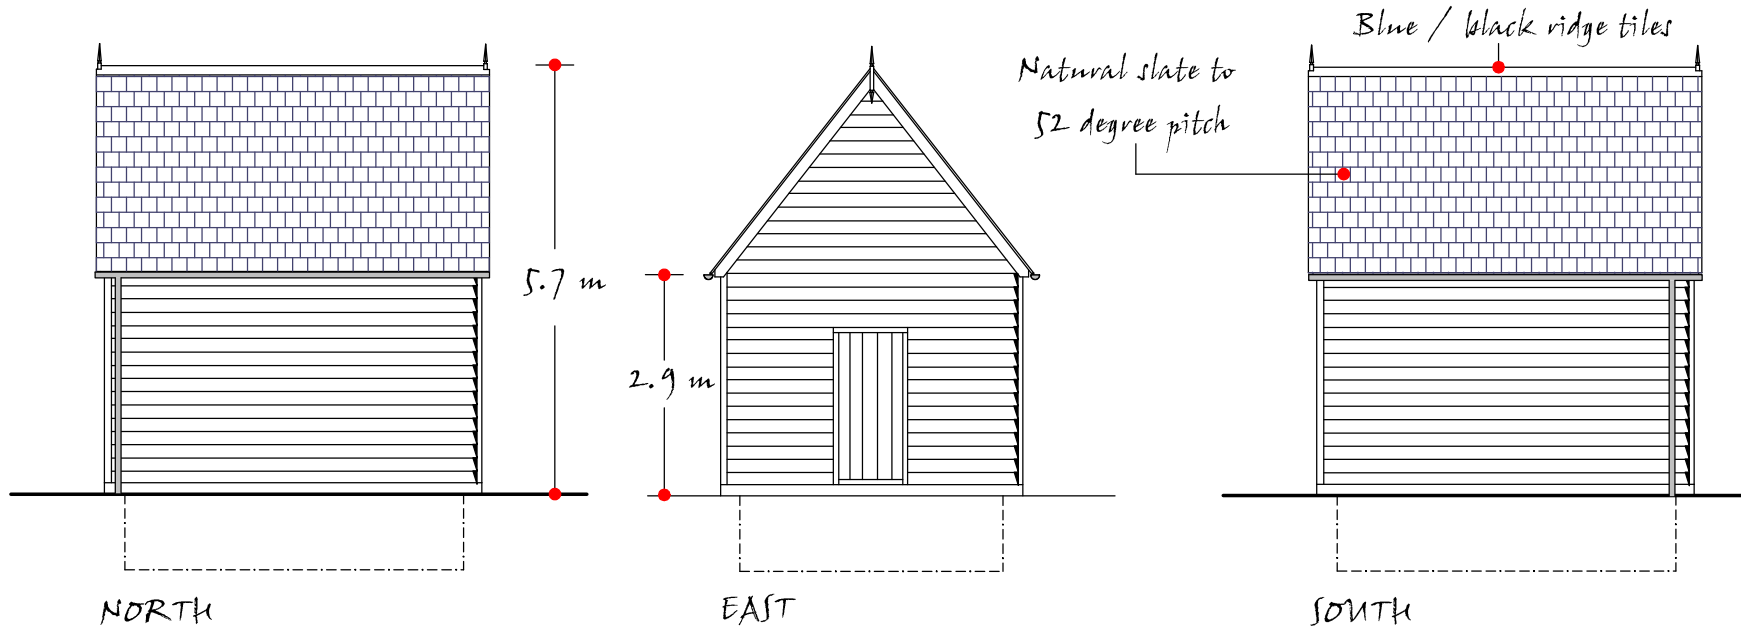 Blue / black ridge tiles
Natural slate to
52 degree pitch
5.7 m
2.9 m
NORTH
EAST
SOUTH